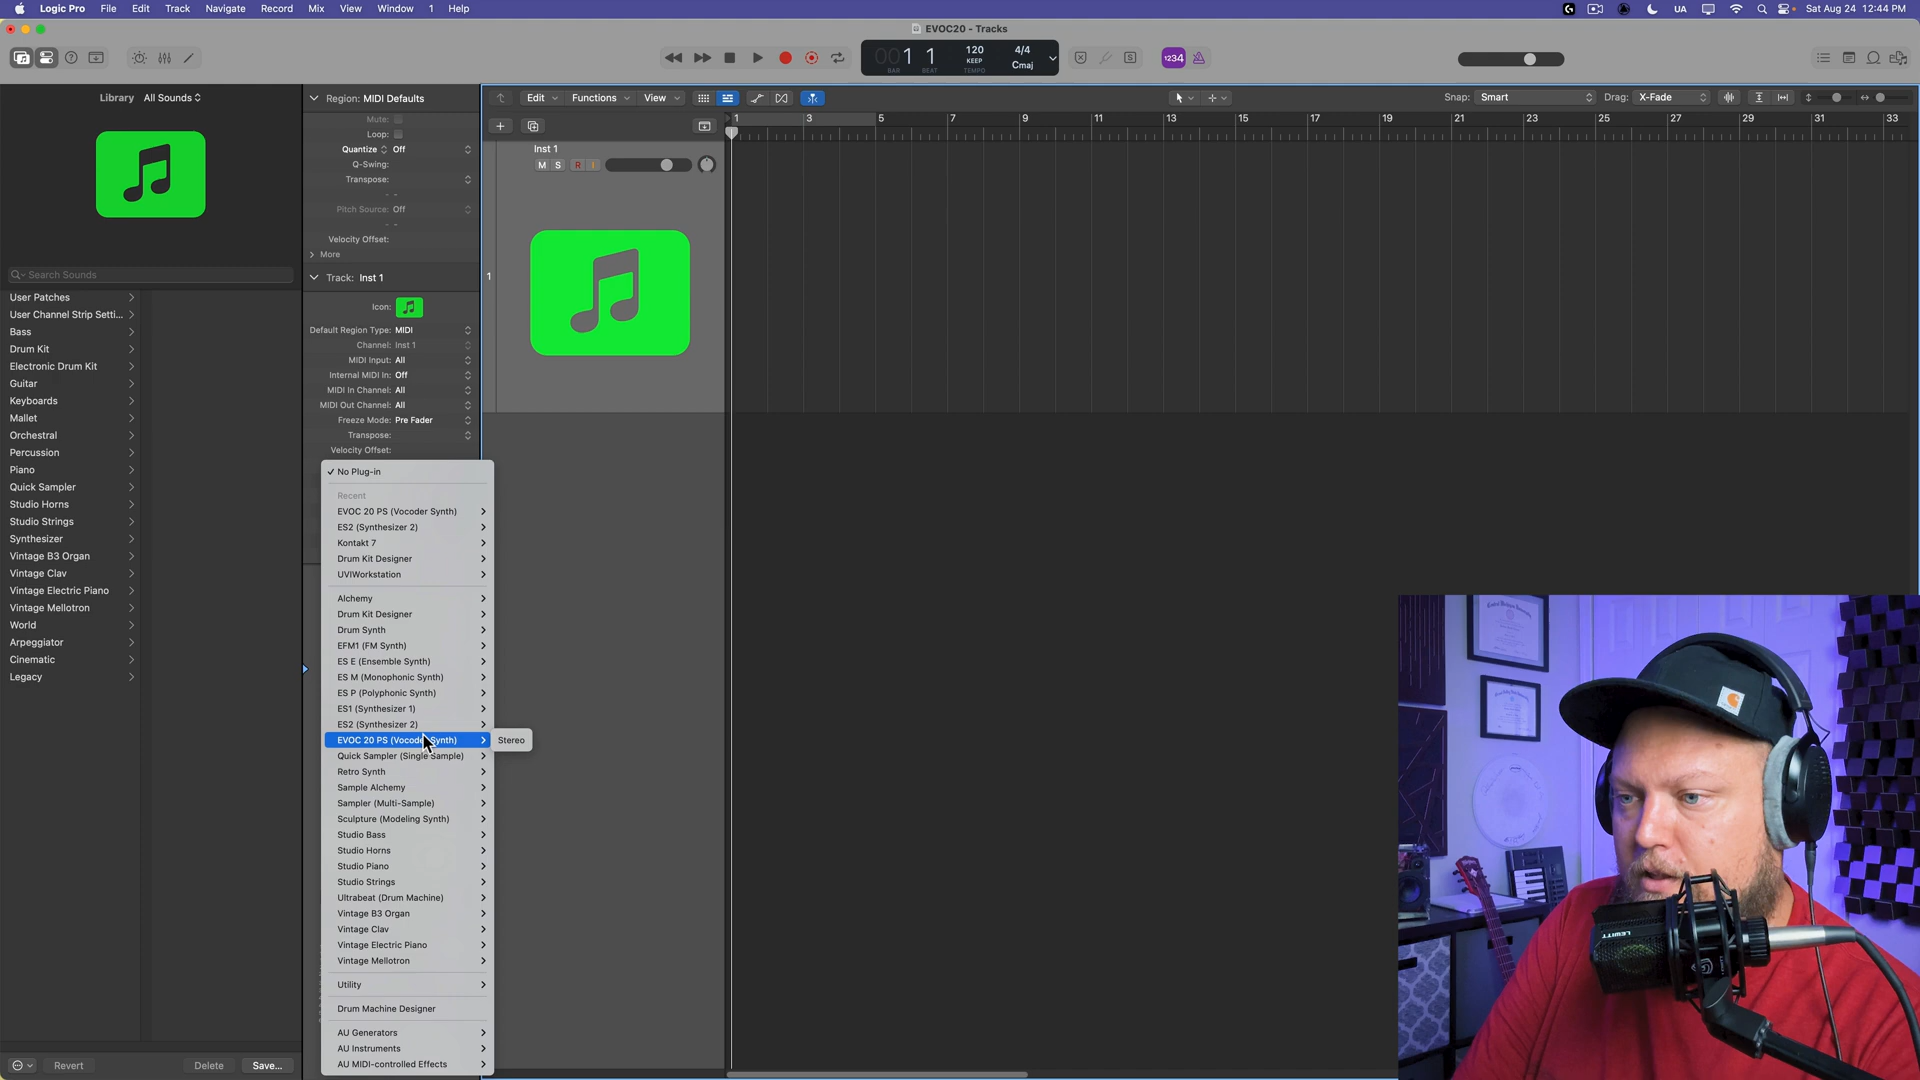 Logic Pro File Edit Track Navigate Record Mix View Window 1 Help
UA Sat Aug 24 12:44 PM
EVOC20 - Tracks
001 1 120 4/4
KEEP Cmaj
BAR BEAT TEMPO
1234
Library All Sounds
Search Sounds
User Patches
User Channel Strip Setti...
Bass
Drum Kit
Electronic Drum Kit
Guitar
Keyboards
Mallet
Orchestral
Percussion
Piano
Quick Sampler
Studio Horns
Studio Strings
Synthesizer
Vintage B3 Organ
Vintage Clav
Vintage Electric Piano
Vintage Mellotron
World
Arpeggiator
Cinematic
Legacy
Revert Delete Save...
Region: MIDI Defaults
Mute:
Loop:
Quantize Off
Q-Swing:
Transpose:
Pitch Source: Off
Velocity Offset:
More
Track: Inst 1
Icon:
Default Region Type: MIDI
Channel: Inst 1
MIDI Input: All
Internal MIDI In: Off
MIDI In Channel: All
MIDI Out Channel: All
Freeze Mode: Pre Fader
Transpose:
Velocity Offset:
No Plug-in
Recent
EVOC 20 PS (Vocoder Synth)
ES2 (Synthesizer 2)
Kontakt 7
Drum Kit Designer
UVIWorkstation
Alchemy
Drum Kit Designer
Drum Synth
EFM1 (FM Synth)
ES E (Ensemble Synth)
ES M (Monophonic Synth)
ES P (Polyphonic Synth)
ES1 (Synthesizer 1)
ES2 (Synthesizer 2)
EVOC 20 PS (Vocoder Synth) Stereo
Quick Sampler (Single Sample)
Retro Synth
Sample Alchemy
Sampler (Multi-Sample)
Sculpture (Modeling Synth)
Studio Bass
Studio Horns
Studio Piano
Studio Strings
Ultrabeat (Drum Machine)
Vintage B3 Organ
Vintage Clav
Vintage Electric Piano
Vintage Mellotron
Utility
Drum Machine Designer
AU Generators
AU Instruments
AU MIDI-controlled Effects
Edit Functions View
Snap: Smart Drag: X-Fade
1 3 5 7 9 11 13 15 17 19 21 23 25 27 29 31 33
Inst 1
M S R I
1
carhartt
LEWITT